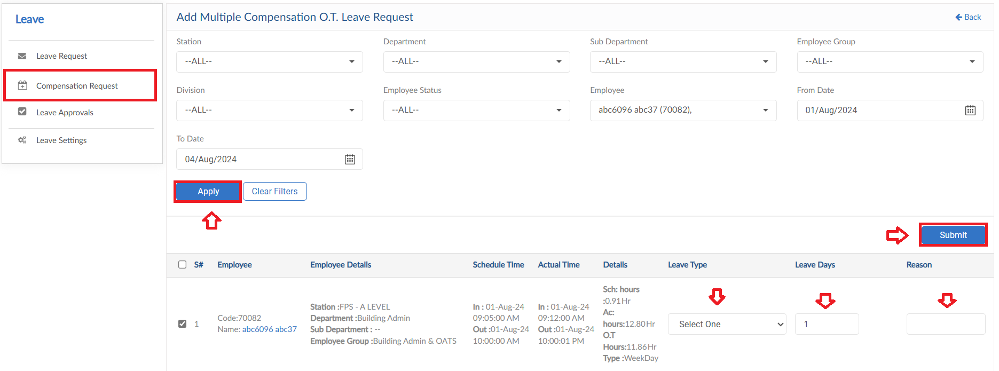 Leave
Leave Request
Compensation Request
Leave Approvals
Leave Settings
Add Multiple Compensation O.T. Leave Request
Back
Station
Department
Sub Department
Employee Group
--ALL--
--ALL--
--ALL--
--ALL--
Division
Employee Status
Employee
From Date
--ALL--
--ALL--
abc6096 abc37 (70082),
01/Aug/2024
To Date
04/Aug/2024
Apply
Clear Filters
Submit
S#
Employee
Employee Details
Schedule Time
Actual Time
Details
Leave Type
Leave Days
Reason
1
Code:70082
Name: abc6096 abc37
Station :FPS - A LEVEL
Department :Building Admin
Sub Department : --
Employee Group :Building Admin & OATS
In : 01-Aug-24
09:05:00 AM
Out :01-Aug-24
10:00:00 AM
In : 01-Aug-24
09:12:00 AM
Out :01-Aug-24
10:00:01 PM
Sch: hours
:0.91Hr
Ac:
hours:12.80Hr
O.T
Hours:11.86Hr
Type :WeekDay
Select One
1